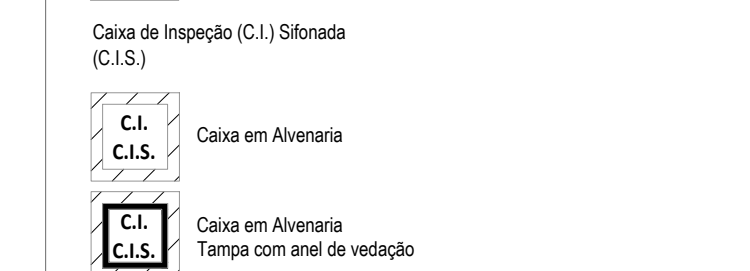 Caixa de Inspeção (C.I.) Sifonada
(C.I.S.)
C.I.
C.I.S.
Caixa em Alvenaria
C.I.
C.I.S.
Caixa em Alvenaria
Tampa com anel de vedação